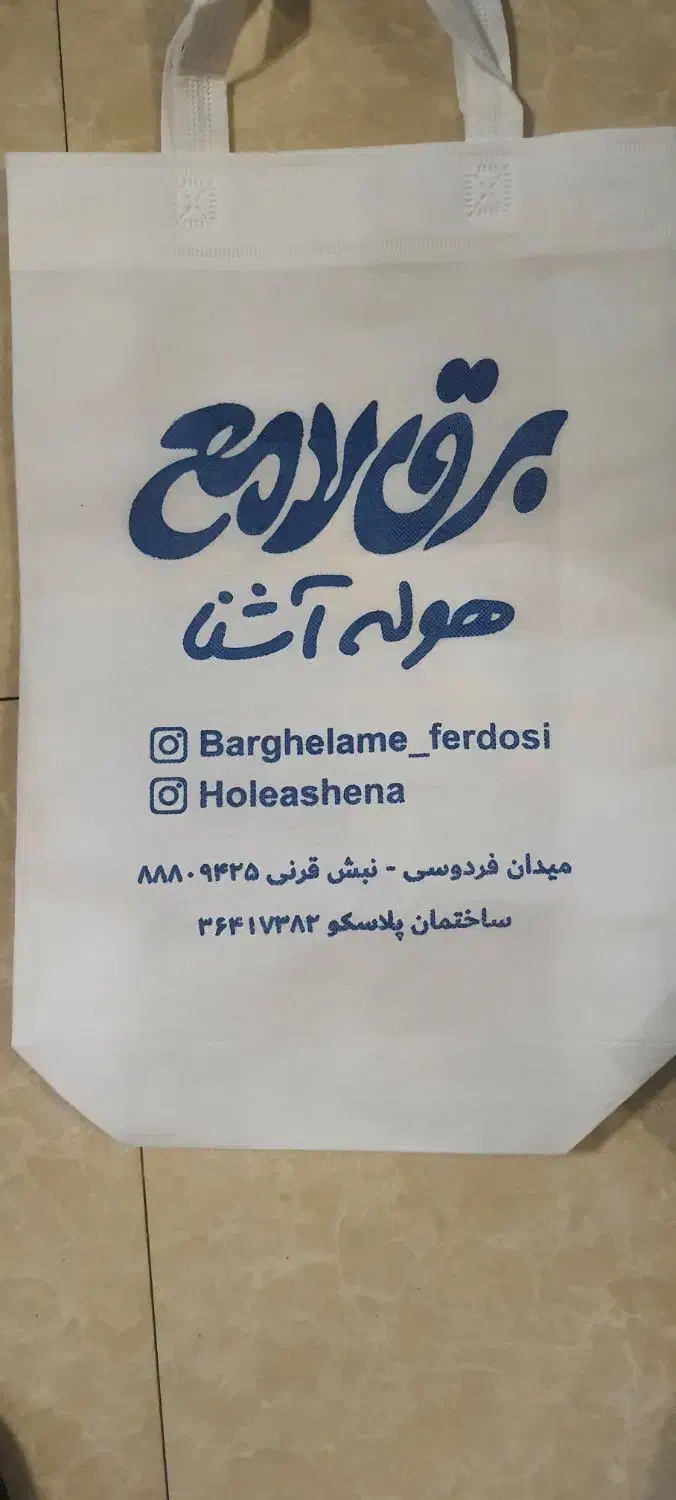 برق لامع
هوله آشنا
Barghelame_ferdosi
Holeashena
میدان فردوسی - نبش قرنی ۸۸۸۰۹۴۲۵
ساختمان پلاسکو ۳۶۴۱۷۳۸۲